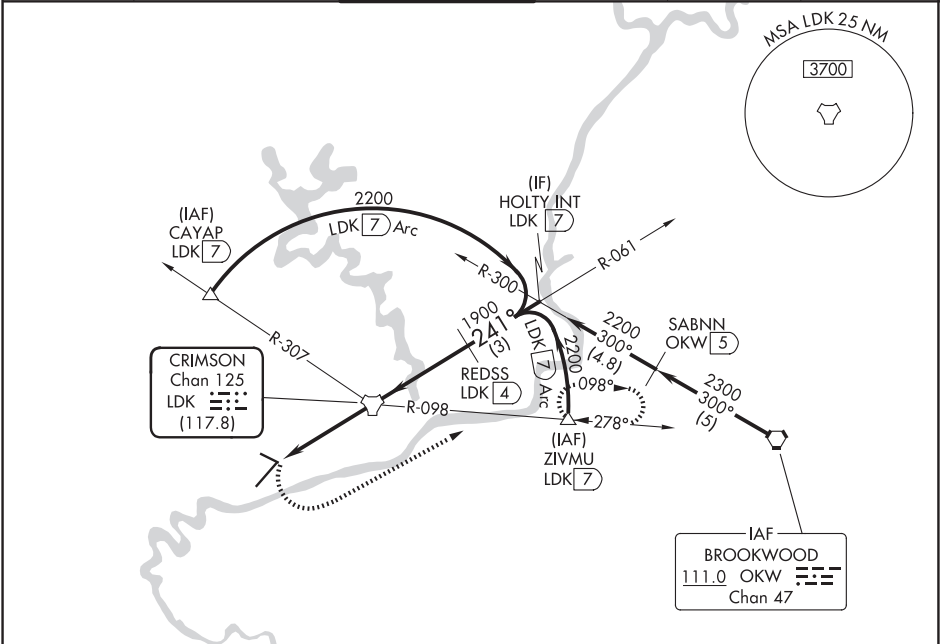 MSA LDK 25 NM
3700
(IF)
HOLTY INT
LDK 7
2200
LDK 7 Arc
(IAF)
CAYAP
LDK 7
R-061
R-300
1900
241°
(3)
REDSS
LDK 4
LDK 7 Arc
2200
2200
300°
(4.8)
SABNN
OKW 5
2300
300°
(5)
R-307
CRIMSON
Chan 125
LDK
(117.8)
R-098
098°
278°
(IAF)
ZIVMU
LDK 7
IAF
BROOKWOOD
111.0 OKW
Chan 47